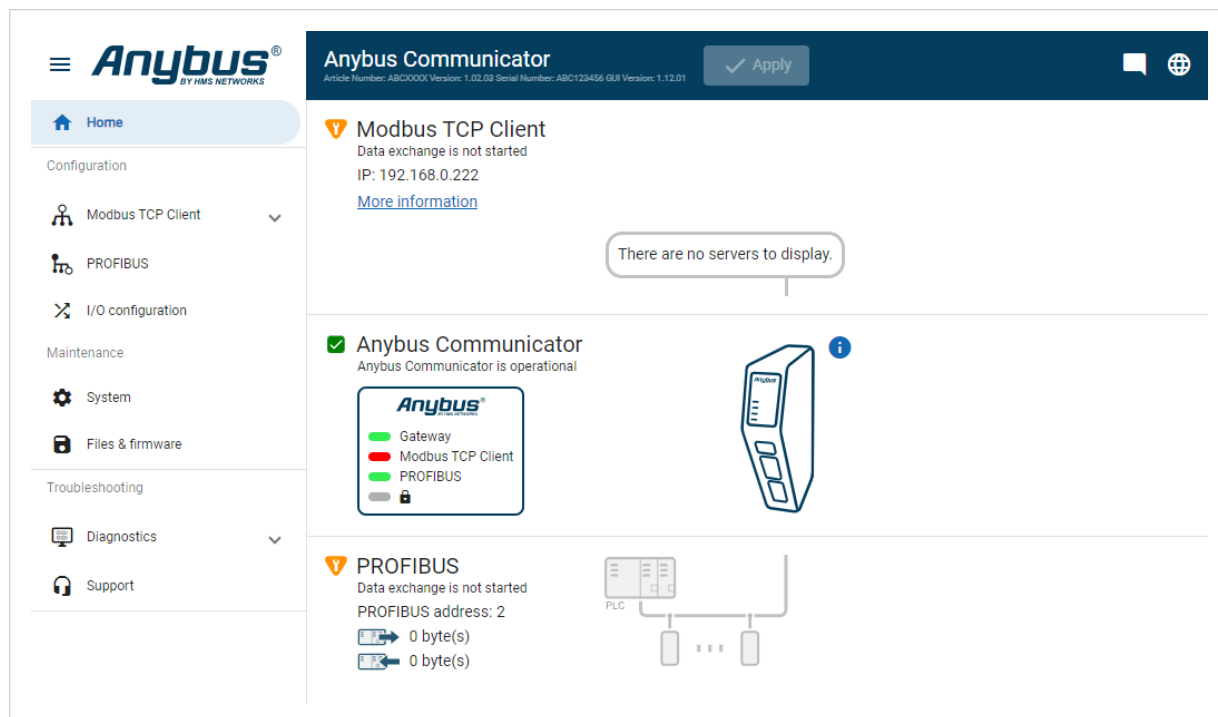 Anybus®
BY HMS NETWORKS
Home
Configuration
Modbus TCP Client
PROFIBUS
I/O configuration
Maintenance
System
Files & firmware
Troubleshooting
Diagnostics
Support
Anybus Communicator
Article Number: ABCXXXX Version: 1.02.03 Serial Number: ABC123456 GUI Version: 1.12.01
Apply
Modbus TCP Client
Data exchange is not started
IP: 192.168.0.222
More information
There are no servers to display.
Anybus Communicator
Anybus Communicator is operational
Anybus®
BY HMS NETWORKS
Gateway
Modbus TCP Client
PROFIBUS
Anybus
PROFIBUS
Data exchange is not started
PROFIBUS address: 2
0 byte(s)
0 byte(s)
PLC